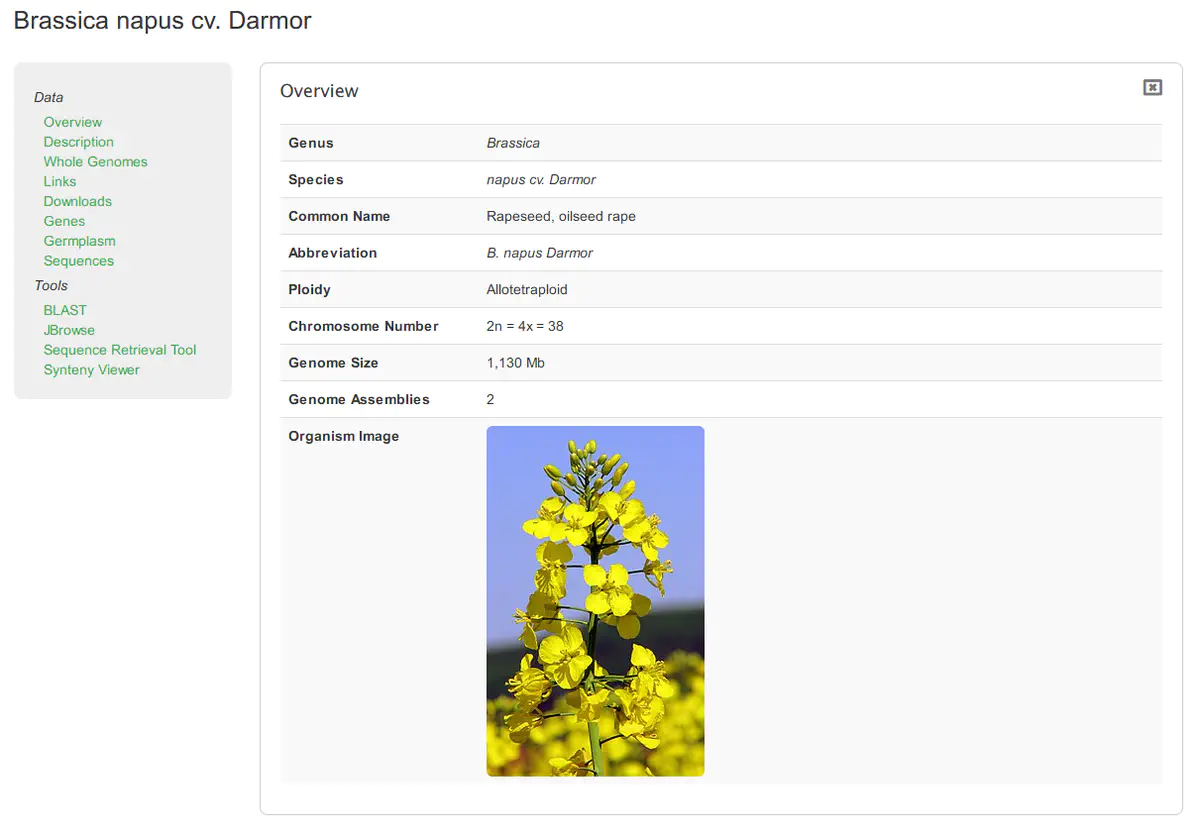 Brassica napus cv. Darmor
Data
Overview
Description
Whole Genomes
Links
Downloads
Genes
Germplasm
Sequences
Tools
BLAST
JBrowse
Sequence Retrieval Tool
Synteny Viewer
Overview
Genus Brassica
Species napus cv. Darmor
Common Name Rapeseed, oilseed rape
Abbreviation B. napus Darmor
Ploidy Allotetraploid
Chromosome Number 2n = 4x = 38
Genome Size 1,130 Mb
Genome Assemblies 2
Organism Image